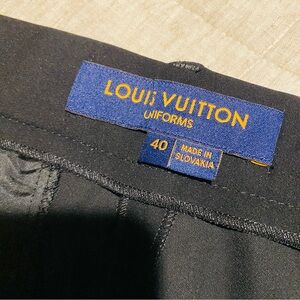 LOUIS VUITTON
UNIFORMS
40
MADE IN
SLOVAKIA